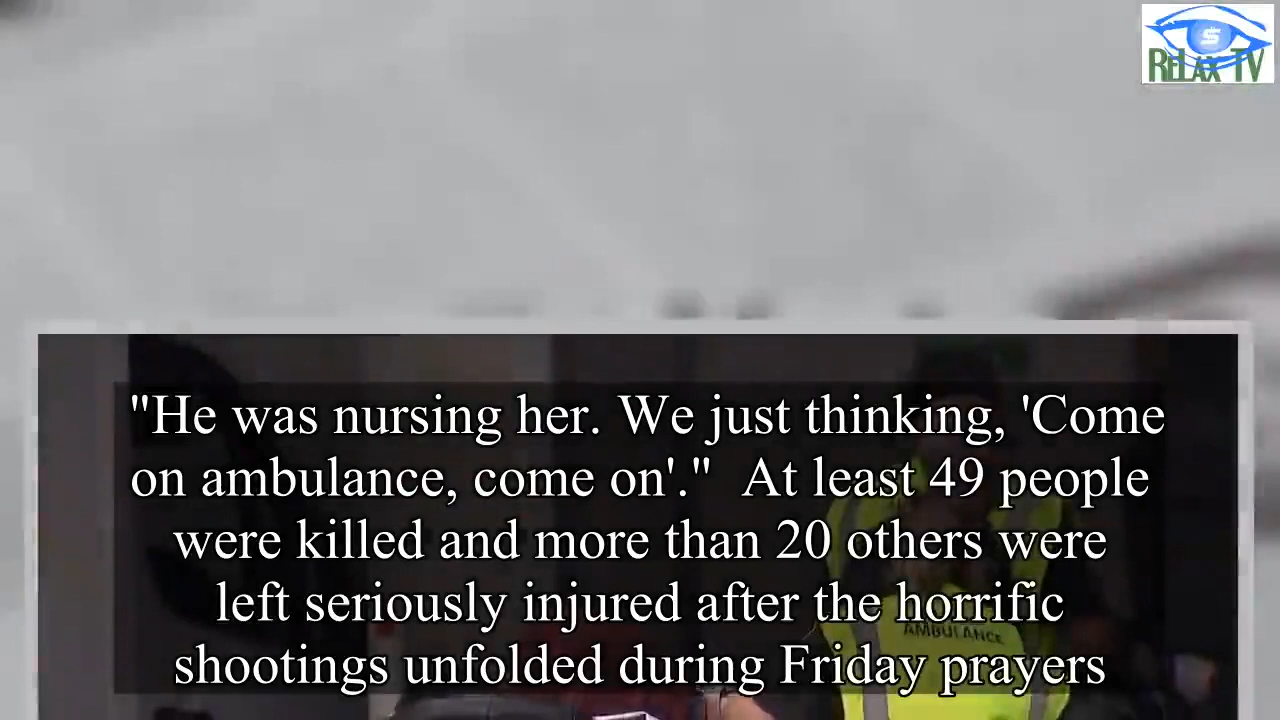 RELAX TV
"He was nursing her. We just thinking, 'Come
on ambulance, come on'."  At least 49 people
were killed and more than 20 others were
left seriously injured after the horrific
shootings unfolded during Friday prayers
AMBULANCE